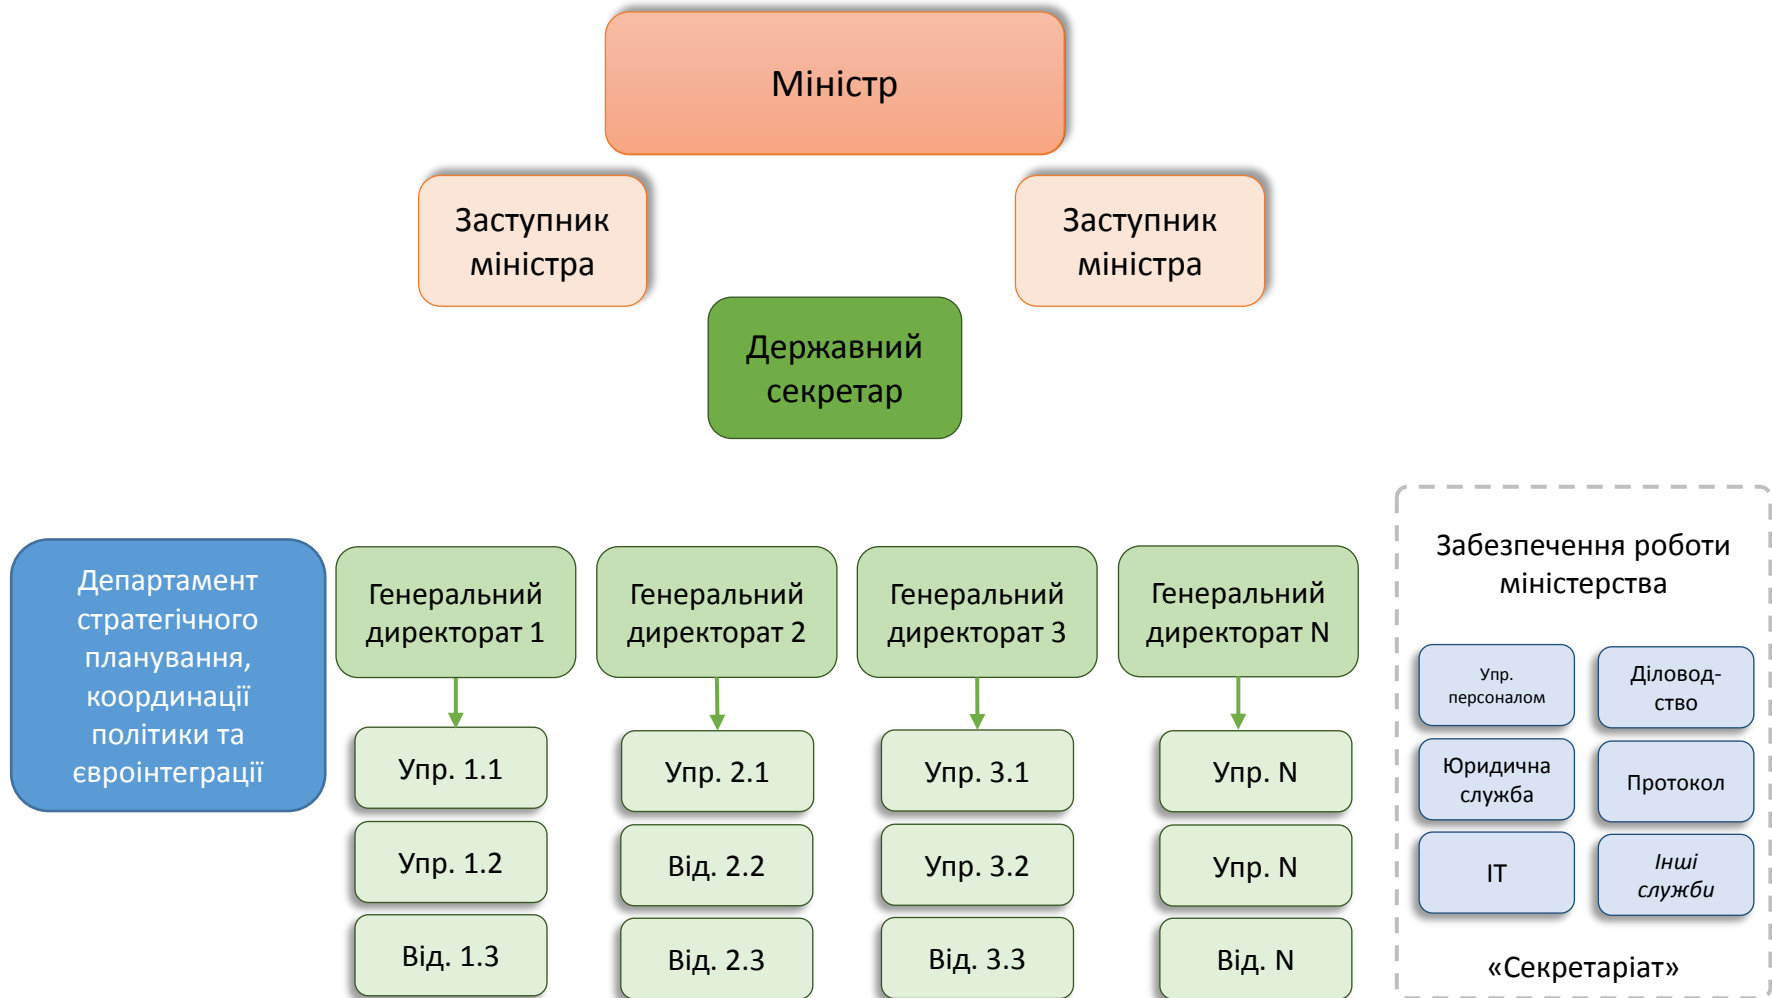 Міністр
Заступник
міністра
Заступник
міністра
Державний
секретар
Департамент
стратегічного
планування,
координації
політики та
євроінтеграції
Генеральний
директорат 1
Генеральний
директорат 2
Генеральний
директорат 3
Генеральний
директорат N
Упр. 1.1
Упр. 2.1
Упр. 3.1
Упр. N
Упр. 1.2
Від. 2.2
Упр. 3.2
Упр. N
Від. 1.3
Від. 2.3
Від. 3.3
Від. N
Забезпечення роботи
міністерства
Упр.
персоналом
Діловод-
ство
Юридична
служба
Протокол
ІТ
Інші
служби
«Секретаріат»